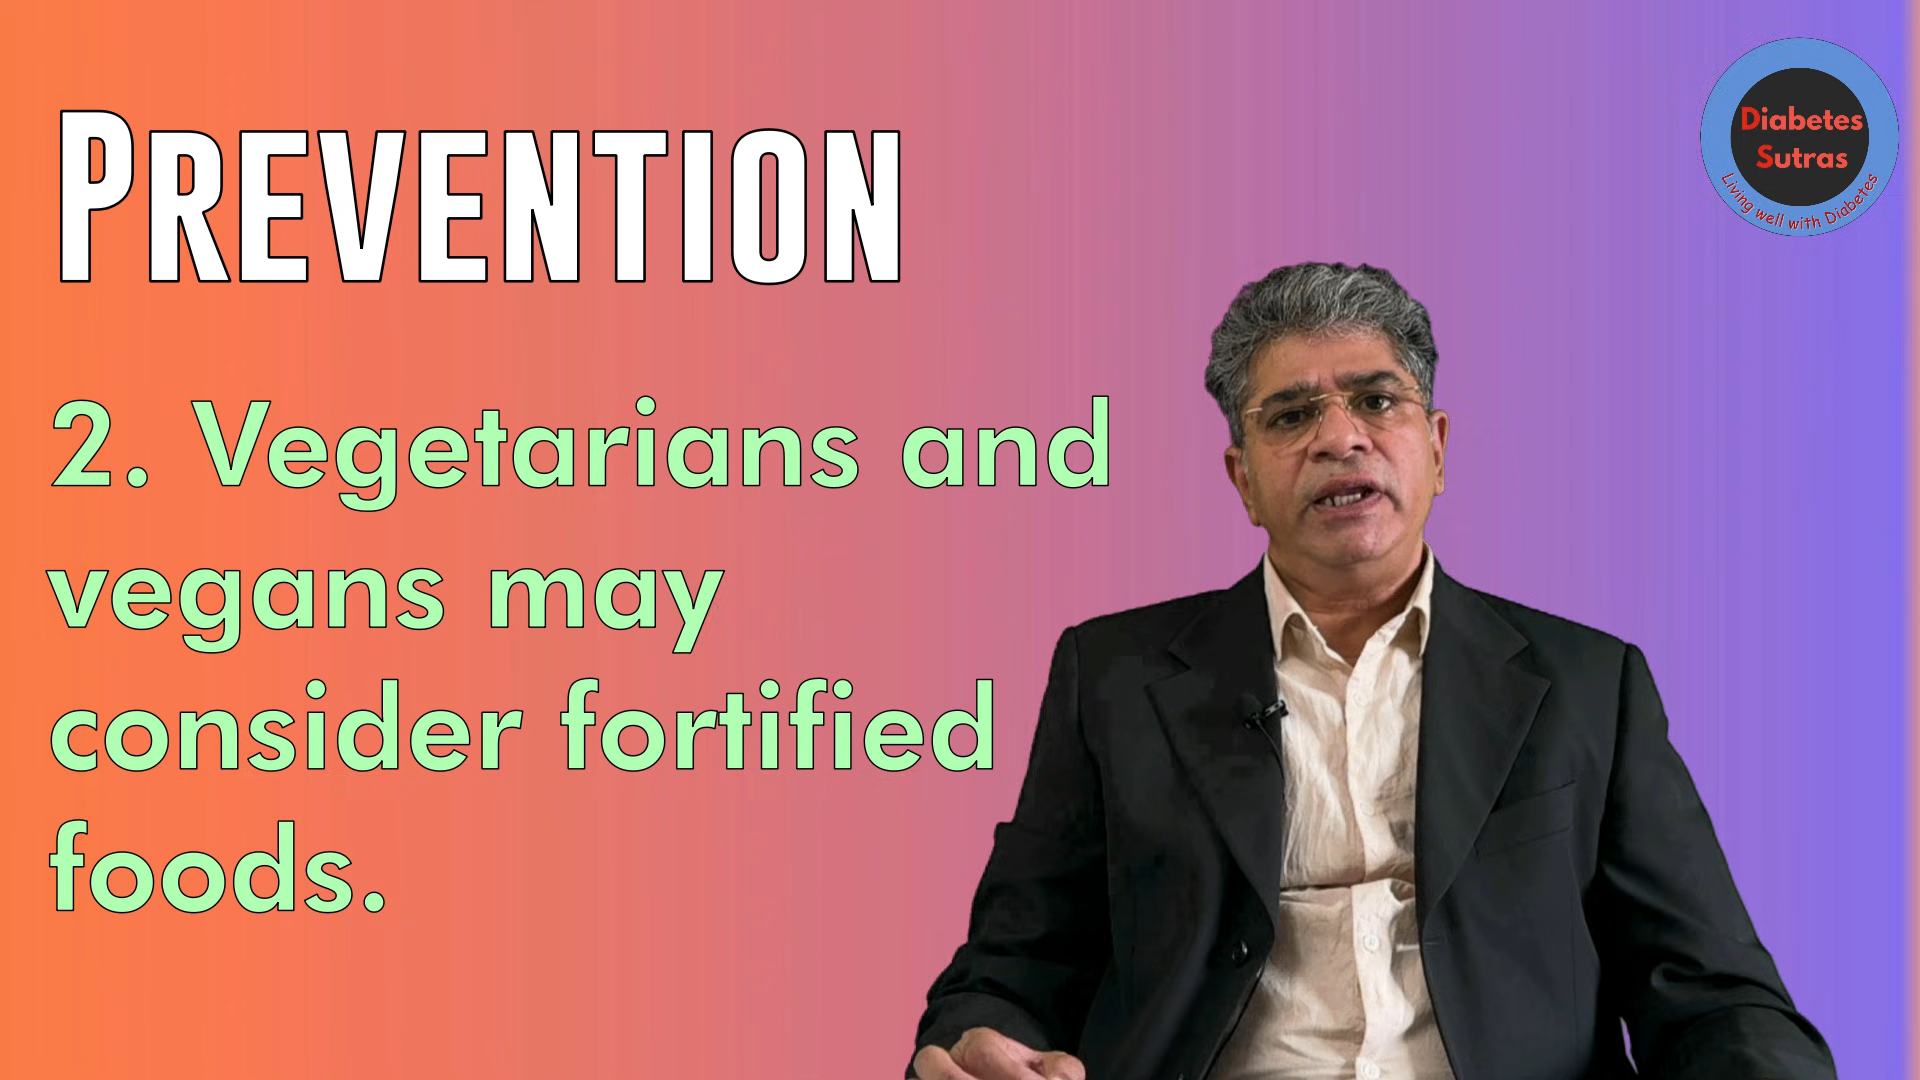 PREVENTION
2. Vegetarians and
vegans may
consider fortified
foods.
Diabetes
Sutras
Living well with Diabetes